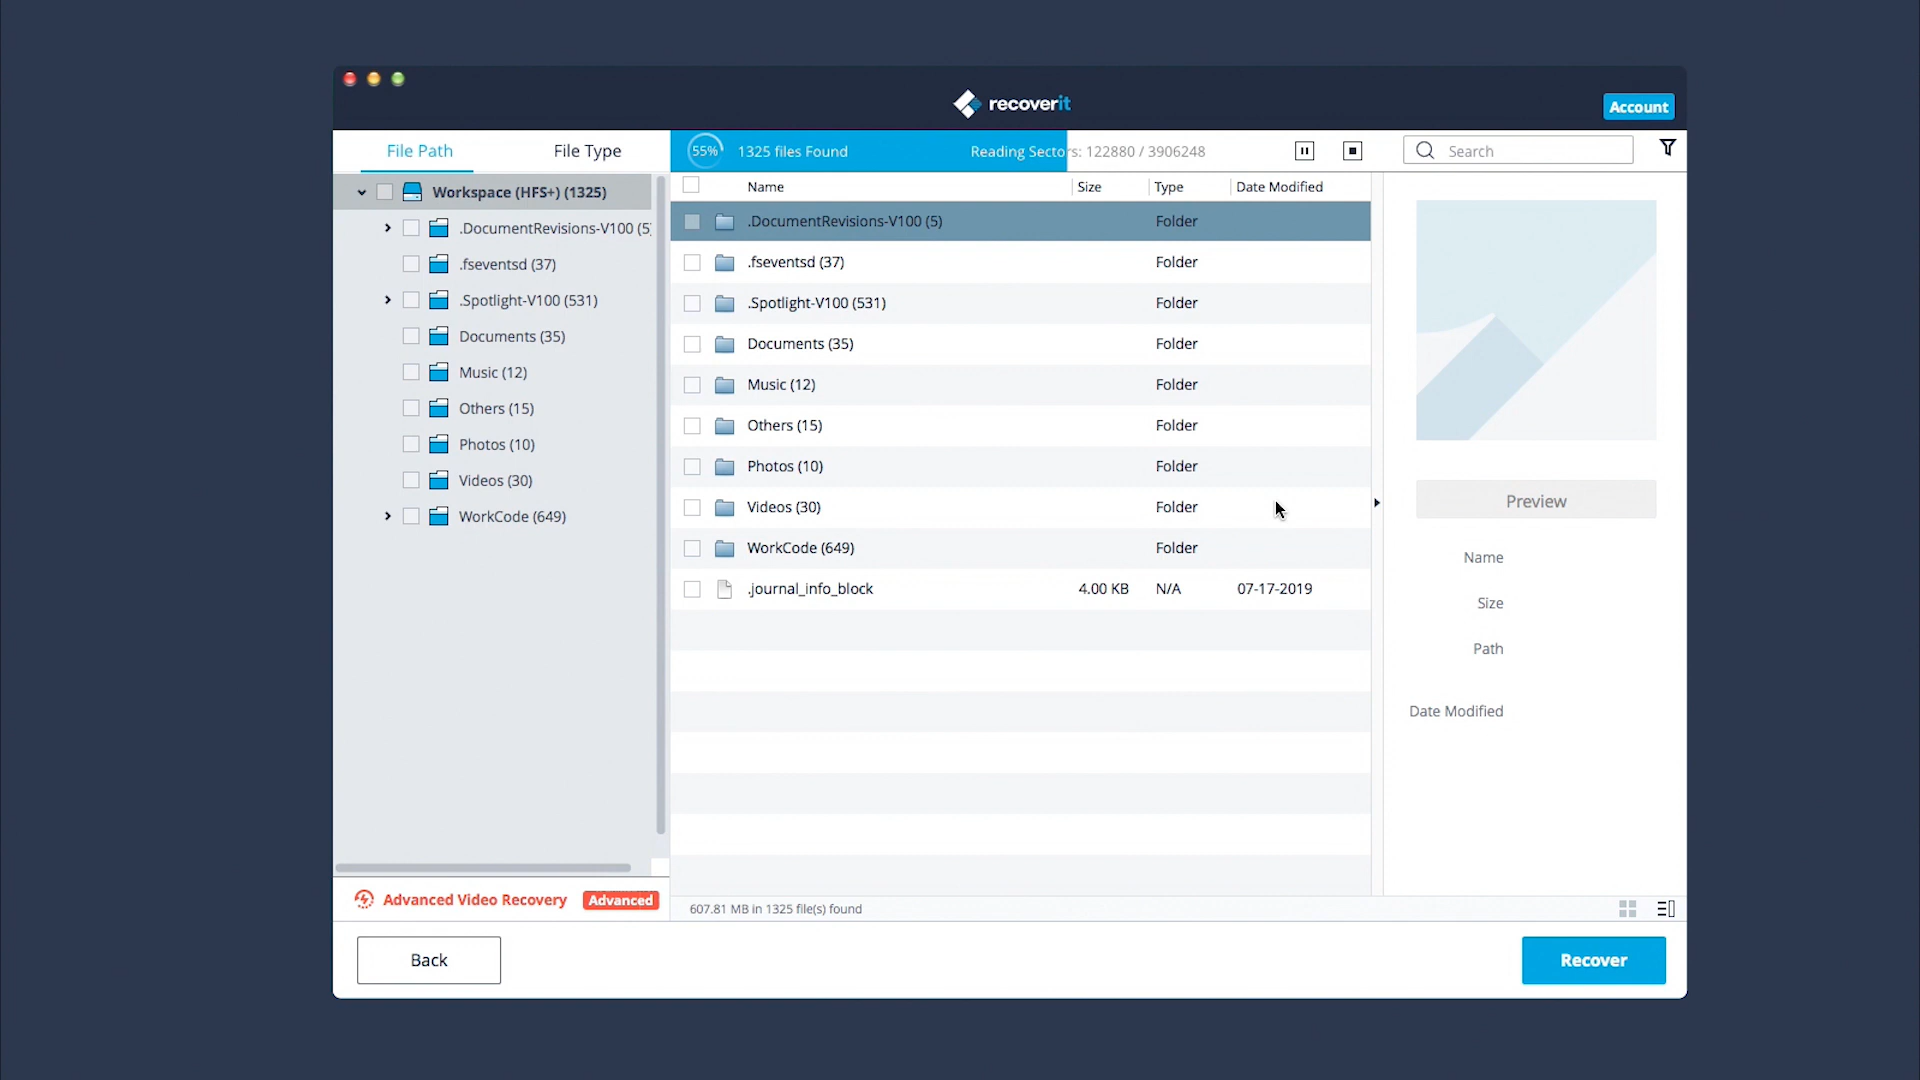 recoverit
Account
File Path
File Type
55%
1325 files Found
Reading Sectors: 122880 / 3906248
Search
Workspace (HFS+) (1325)
.DocumentRevisions-V100 (5)
.fseventsd (37)
.Spotlight-V100 (531)
Documents (35)
Music (12)
Others (15)
Photos (10)
Videos (30)
WorkCode (649)
Name Size Type Date Modified
.DocumentRevisions-V100 (5) Folder
.fseventsd (37) Folder
.Spotlight-V100 (531) Folder
Documents (35) Folder
Music (12) Folder
Others (15) Folder
Photos (10) Folder
Videos (30) Folder
WorkCode (649) Folder
.journal_info_block 4.00 KB N/A 07-17-2019
Preview
Name
Size
Path
Date Modified
Advanced Video Recovery Advanced
607.81 MB in 1325 file(s) found
Back
Recover